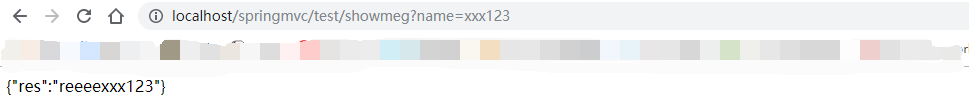 localhost/springmvc/test/showmeg?name=xxx123
{"res":"reeeexxx123"}